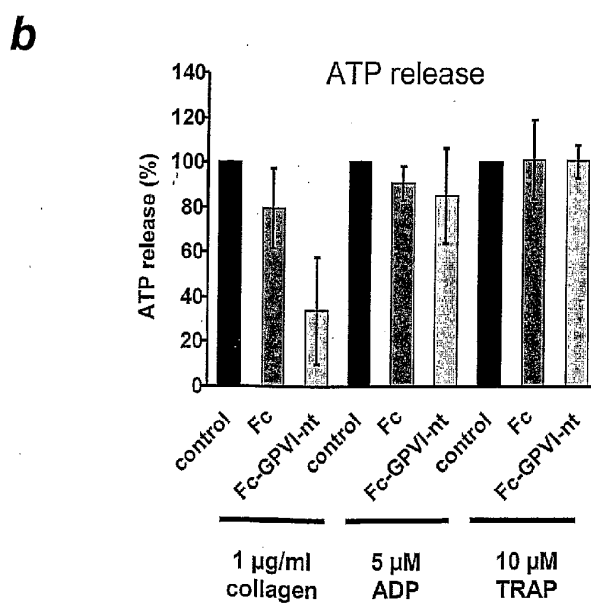 b
ATP release
140
120
100
80
60
40
20
0
ATP release (%)
control
Fc
Fc-GPVI-nt
control
Fc
Fc-GPVI-nt
control
Fc
Fc-GPVI-nt
1 µg/ml
collagen
5 µM
ADP
10 µM
TRAP